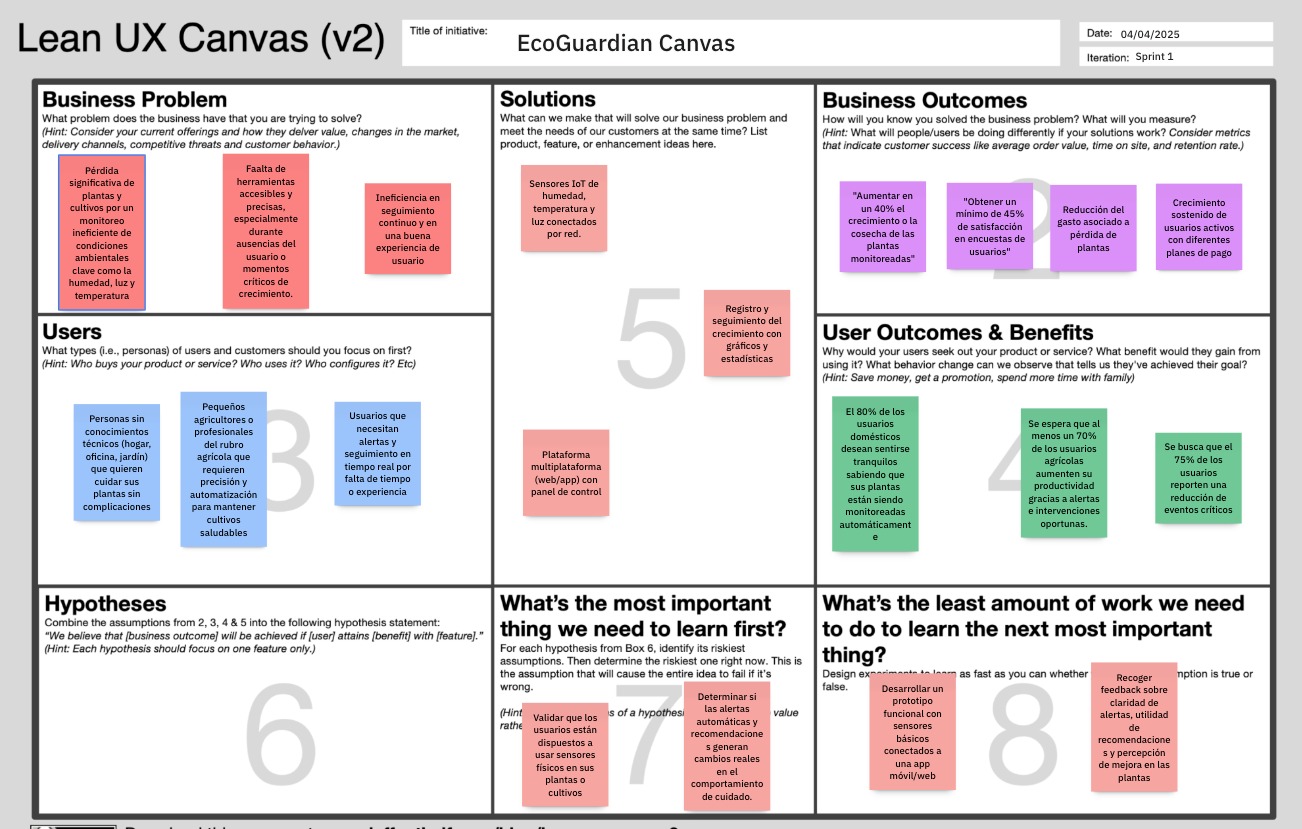 Lean UX Canvas (v2)
Title of initiative:
EcoGuardian Canvas
Date: 04/04/2025
Iteration: Sprint 1
Business Problem
What problem does the business have that you are trying to solve?
(Hint: Consider your current offerings and how they delver value, changes in the market,
delivery channels, competitive threats and customer behavior.)
Pérdida
significativa de
plantas y
cultivos por un
monitoreo
ineficiente de
condiciones
ambientales
clave como la
humedad, luz y
temperatura
Faalta de
herramientas
accesibles y
precisas,
especialmente
durante
ausencias del
usuario o
momentos
críticos de
crecimiento.
Ineficiencia en
seguimiento
continuo y en
una buena
experiencia de
usuario
Solutions
What can we make that will solve our business problem and
meet the needs of our customers at the same time? List
product, feature, or enhancement ideas here.
Sensores IoT de
humedad,
temperatura y
luz conectados
por red.
5
Registro y
seguimiento del
crecimiento con
gráficos y
estadísticas
Plataforma
multiplataforma
(web/app) con
panel de control
Business Outcomes
How will you know you solved the business problem? What will you measure?
(Hint: What will people/users be doing differently if your solutions work? Consider metrics
that indicate customer success like average order value, time on site, and retention rate.)
2
"Aumentar en
un 40% el
crecimiento o la
cosecha de las
plantas
monitoreadas"
"Obtener un
mínimo de 45%
de satisfacción
en encuestas de
usuarios"
Reducción del
gasto asociado a
pérdida de
plantas
Crecimiento
sostenido de
usuarios activos
con diferentes
planes de pago
Users
What types (i.e., personas) of users and customers should you focus on first?
(Hint: Who buys your product or service? Who uses it? Who configures it? Etc)
3
Personas sin
conocimientos
técnicos (hogar,
oficina, jardín)
que quieren
cuidar sus
plantas sin
complicaciones
Pequeños
agricultores o
profesionales
del rubro
agrícola que
requieren
precisión y
automatización
para mantener
cultivos
saludables
Usuarios que
necesitan
alertas y
seguimiento en
tiempo real por
falta de tiempo
o experiencia
User Outcomes & Benefits
Why would your users seek out your product or service? What benefit would they gain from
using it? What behavior change can we observe that tells us they've achieved their goal?
(Hint: Save money, get a promotion, spend more time with family)
4
El 80% de los
usuarios
domésticos
desean sentirse
tranquilos
sabiendo que
sus plantas
están siendo
monitoreadas
automáticament
e
Se espera que al
menos un 70%
de los usuarios
agrícolas
aumenten su
productividad
gracias a alertas
e intervenciones
oportunas.
Se busca que el
75% de los
usuarios
reporten una
reducción de
eventos críticos
Hypotheses
Combine the assumptions from 2, 3, 4 & 5 into the following hypothesis statement:
“We believe that [business outcome] will be achieved if [user] attains [benefit] with [feature].”
(Hint: Each hypothesis should focus on one feature only.)
6
What’s the most important
thing we need to learn first?
For each hypothesis from Box 6, identify its riskiest
assumptions. Then determine the riskiest one right now. This is
the assumption that will cause the entire idea to fail if it’s
wrong.
(Hint of a hypothesi value
rathe
7
Validar que los
usuarios están
dispuestos a
usar sensores
físicos en sus
plantas o
cultivos
Determinar si
las alertas
automáticas y
recomendacione
s generan
cambios reales
en el
comportamiento
de cuidado.
What’s the least amount of work we need
to do to learn the next most important
thing?
Design experiments to learn as fast as you can whether mption is true or
false.
8
Desarrollar un
prototipo
funcional con
sensores
básicos
conectados a
una app
móvil/web
Recoger
feedback sobre
claridad de
alertas, utilidad
de
recomendacione
s y percepción
de mejora en las
plantas